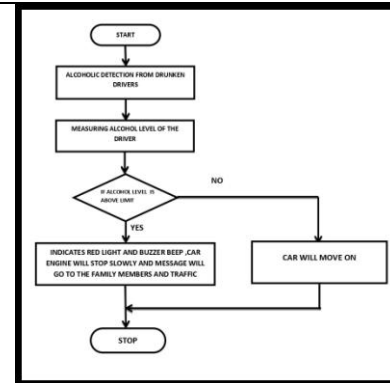 START
ALCOHOLIC DETECTION FROM DRUNKEN
DRIVERS
MEASURING ALCOHOL LEVEL OF THE
DRIVER
IF ALCOHOL LEVEL IS
ABOVE LIMIT
NO
YES
INDICATES RED LIGHT AND BUZZER BEEP ,CAR
ENGINE WILL STOP SLOWLY AND MESSAGE WILL
GO TO THE FAMILY MEMBERS AND TRAFFIC
CAR WILL MOVE ON
STOP